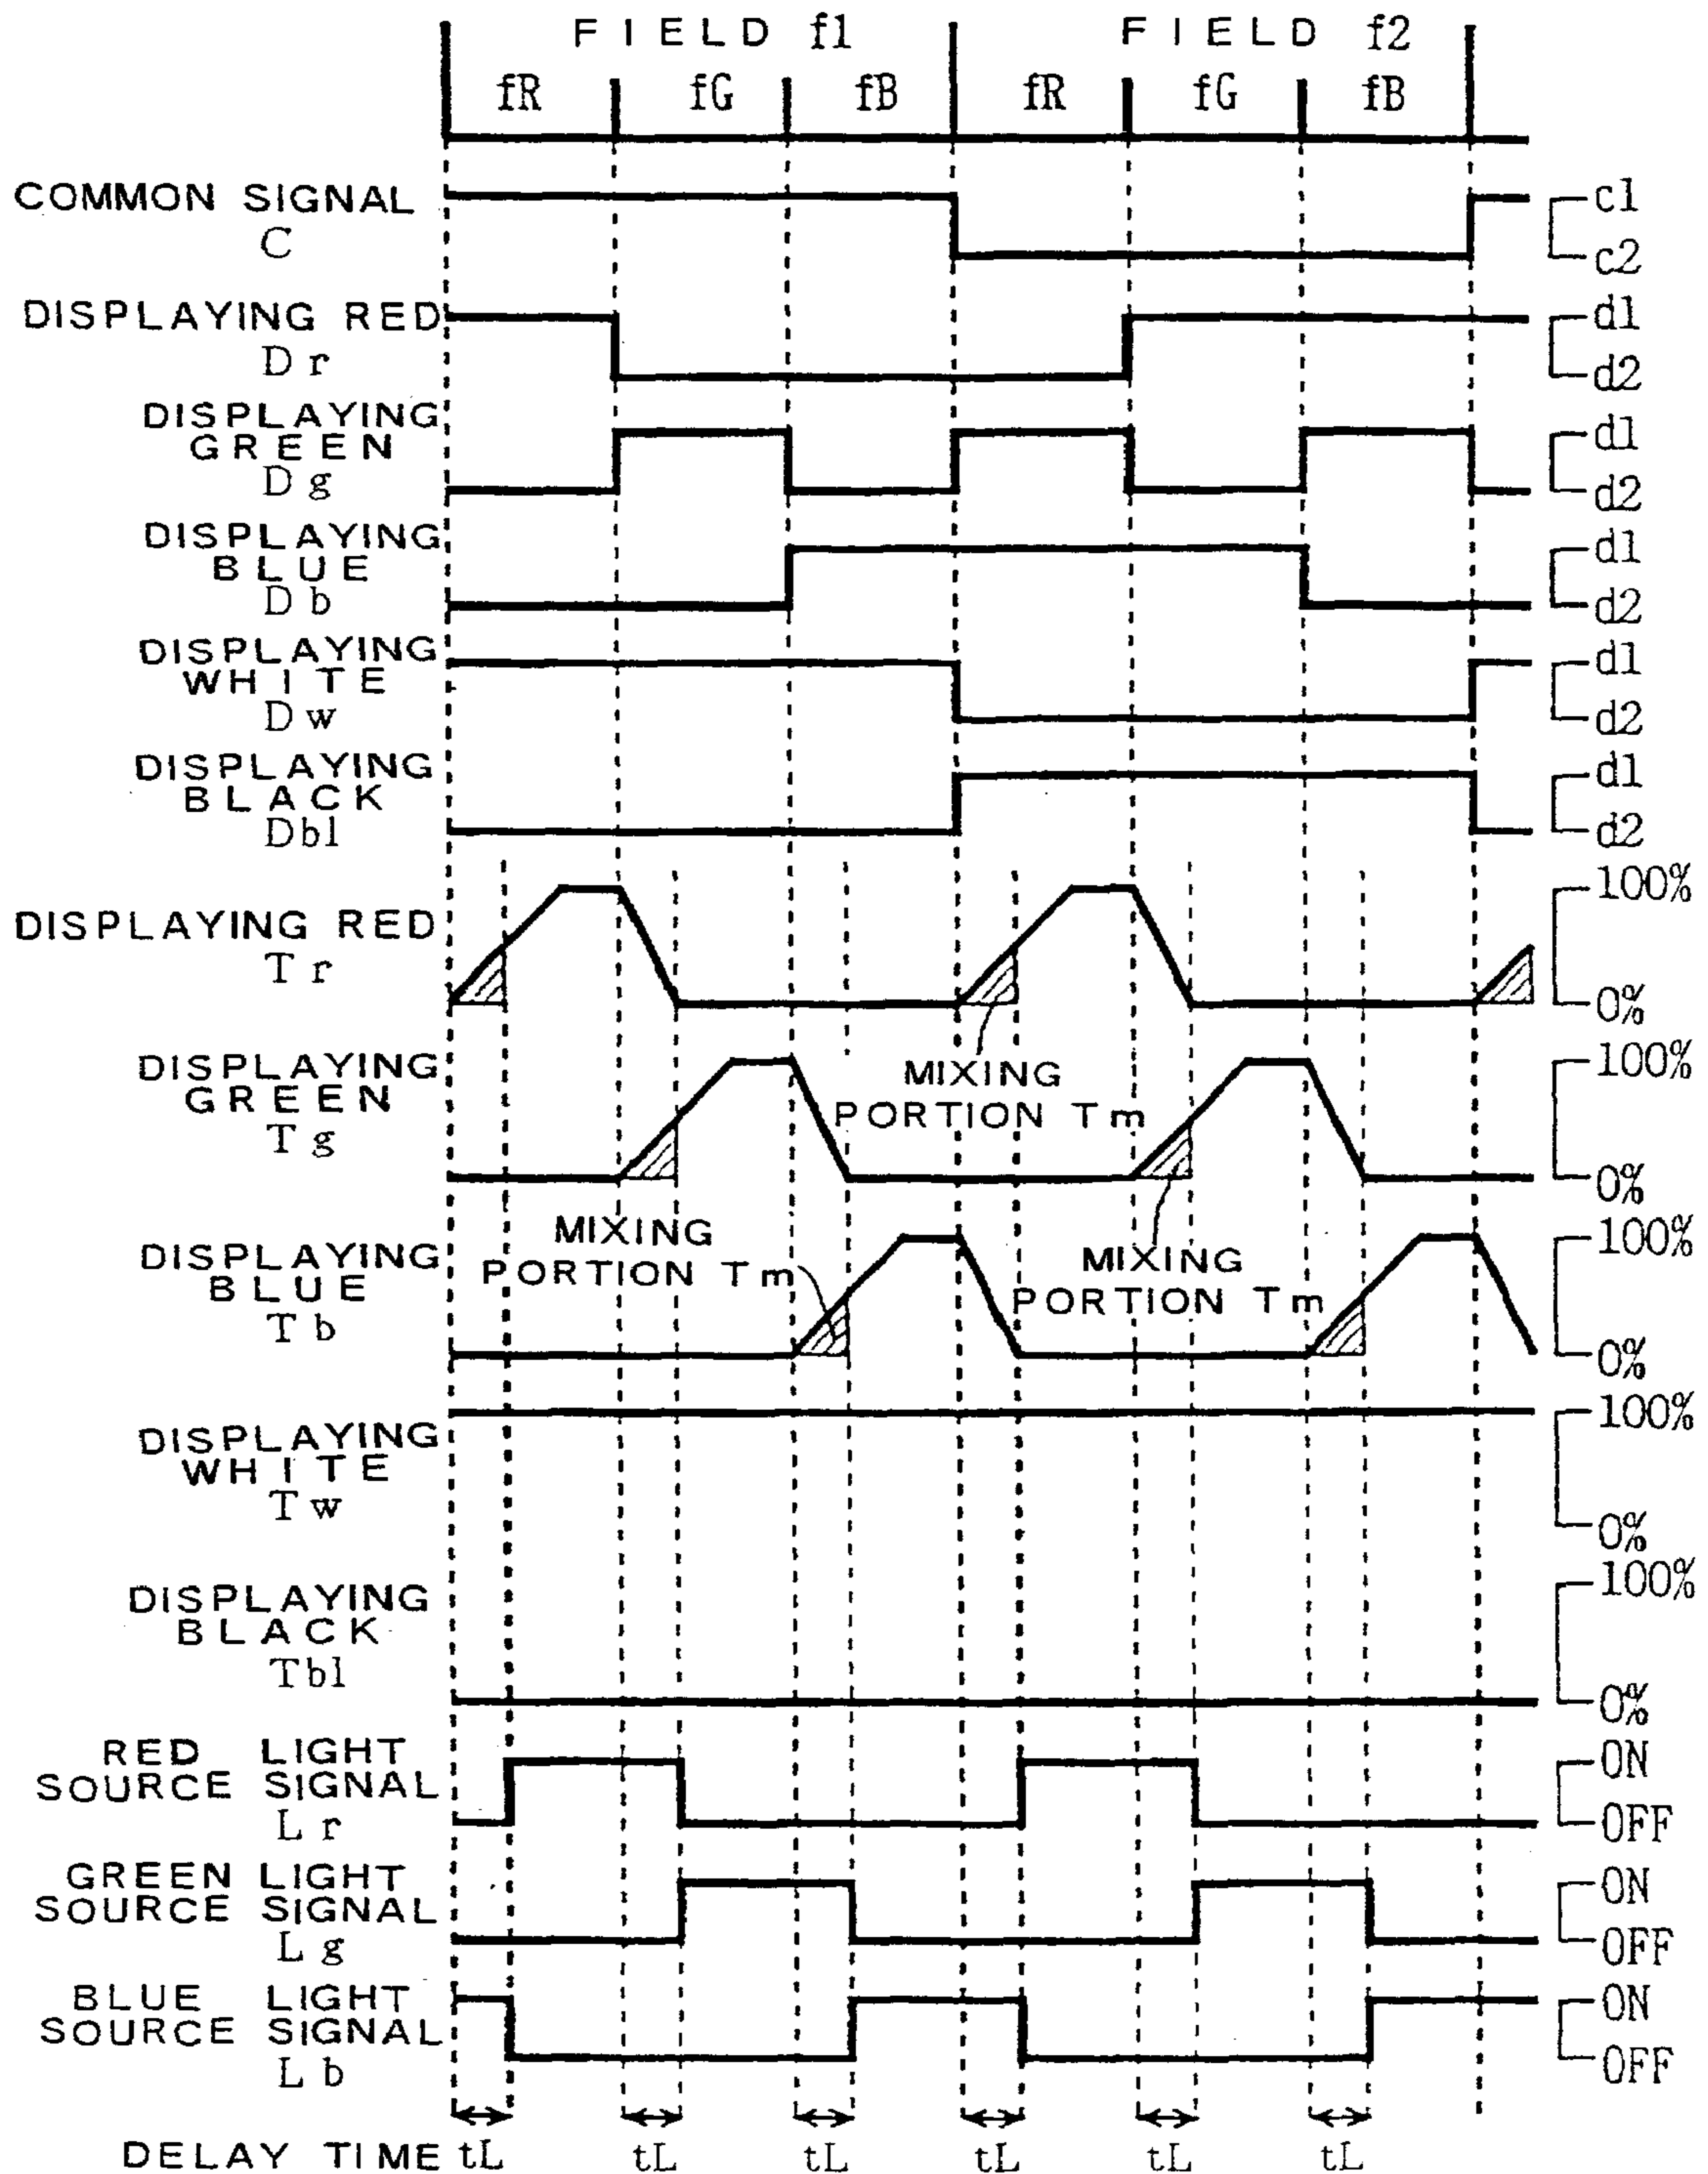 FIELD f1 FIELD f2
fR fG fB fR fG fB
COMMON SIGNAL
C
c1
c2
DISPLAYING RED
Dr
d1
d2
DISPLAYING
GREEN
Dg
d1
d2
DISPLAYING
BLUE
Db
d1
d2
DISPLAYING
WHITE
Dw
d1
d2
DISPLAYING
BLACK
Dbl
d1
d2
DISPLAYING RED
Tr
100%
0%
MIXING
PORTION Tm
DISPLAYING
GREEN
Tg
100%
0%
MIXING
PORTION Tm
MIXING
PORTION Tm
DISPLAYING
BLUE
Tb
100%
0%
DISPLAYING
WHITE
Tw
100%
0%
DISPLAYING
BLACK
Tbl
100%
0%
RED LIGHT
SOURCE SIGNAL
Lr
ON
OFF
GREEN LIGHT
SOURCE SIGNAL
Lg
ON
OFF
BLUE LIGHT
SOURCE SIGNAL
Lb
ON
OFF
DELAY TIME tL tL tL tL tL tL